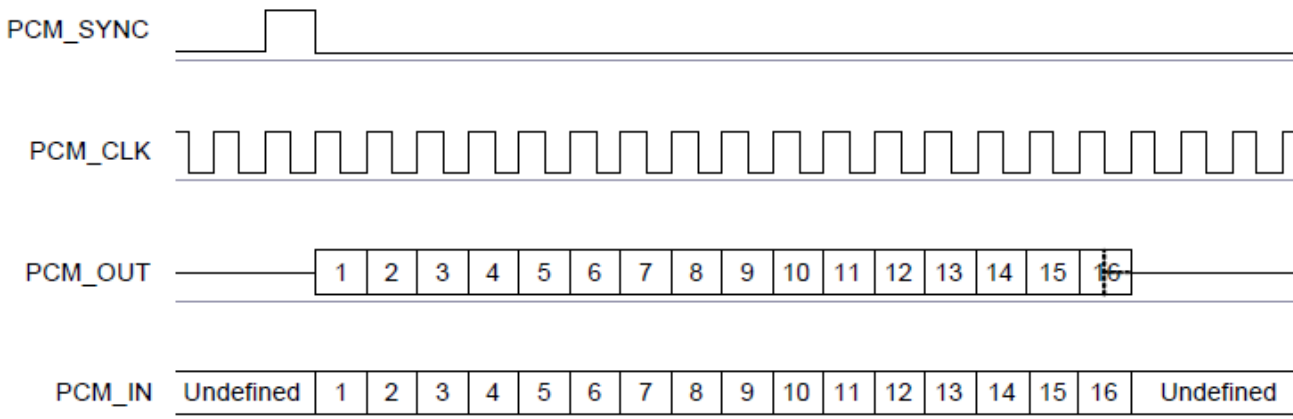 PCM_SYNC
PCM_CLK
PCM_OUT 1 2 3 4 5 6 7 8 9 10 11 12 13 14 15 16
PCM_IN Undefined 1 2 3 4 5 6 7 8 9 10 11 12 13 14 15 16 Undefined